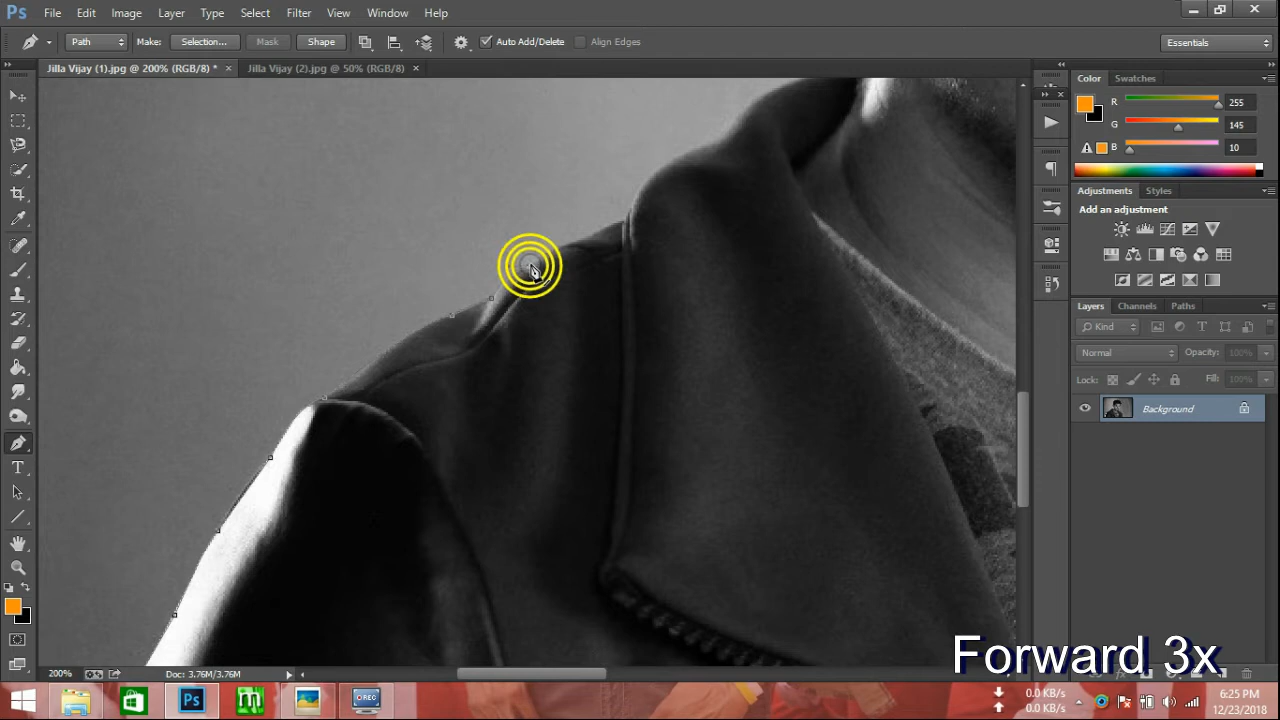 Ps File Edit Image Layer Type Select Filter 3D View Window Help
Path Make: Selection... Mask Shape Auto Add/Delete Align Edges Essentials
Jilla Vijay (1).jpg @ 200% (RGB/8) * × Jilla Vijay (2).jpg @ 50% (RGB/8) ×
Color Swatches
R 255
G 145
B 10
Adjustments Styles
Add an adjustment
Layers Channels Paths
Kind
Normal Opacity: 100%
Lock: Fill: 100%
Background
Forward 3x
200% Doc: 3.76M/3.76M
Ps OREO
0.0 KB/s
0.0 KB/s
6:25 PM
12/23/2018